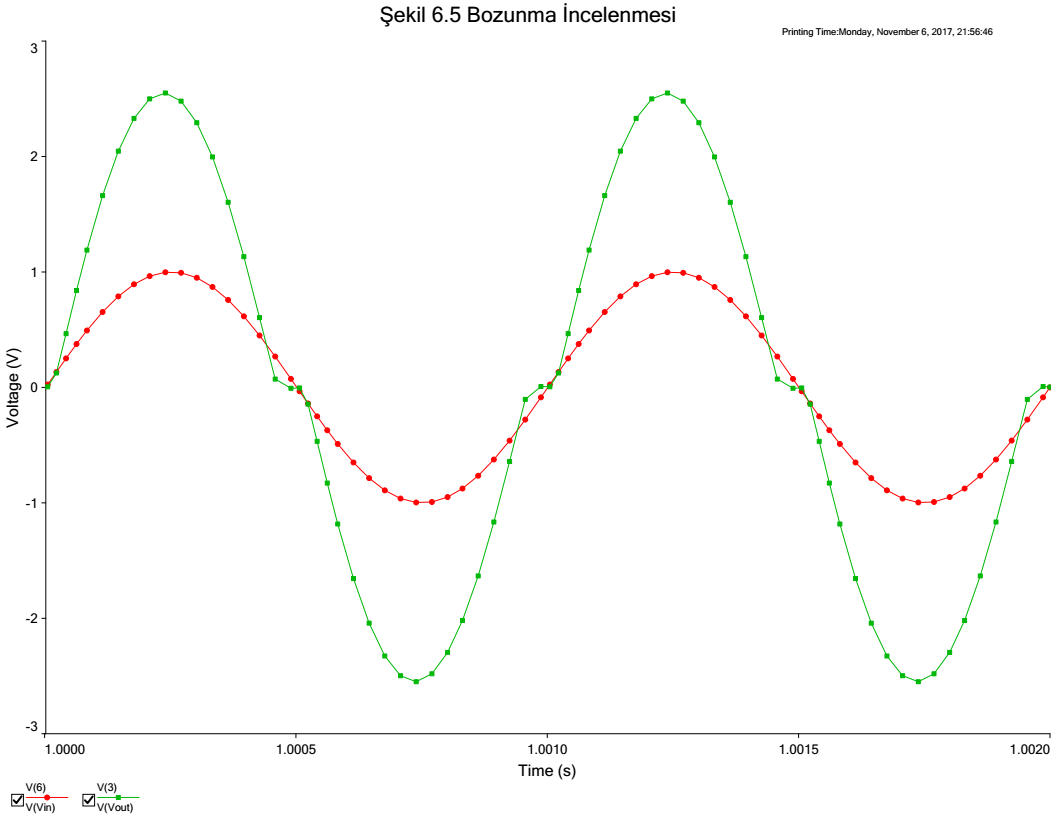 Şekil 6.5 Bozunma İncelenmesi
Printing Time:Monday, November 6, 2017, 21:56:46
3
2
1
0
-1
-2
-3
Voltage (V)
1.0000 1.0005 1.0010 1.0015 1.0020
Time (s)
V(6) V(3)
V(Vin) V(Vout)